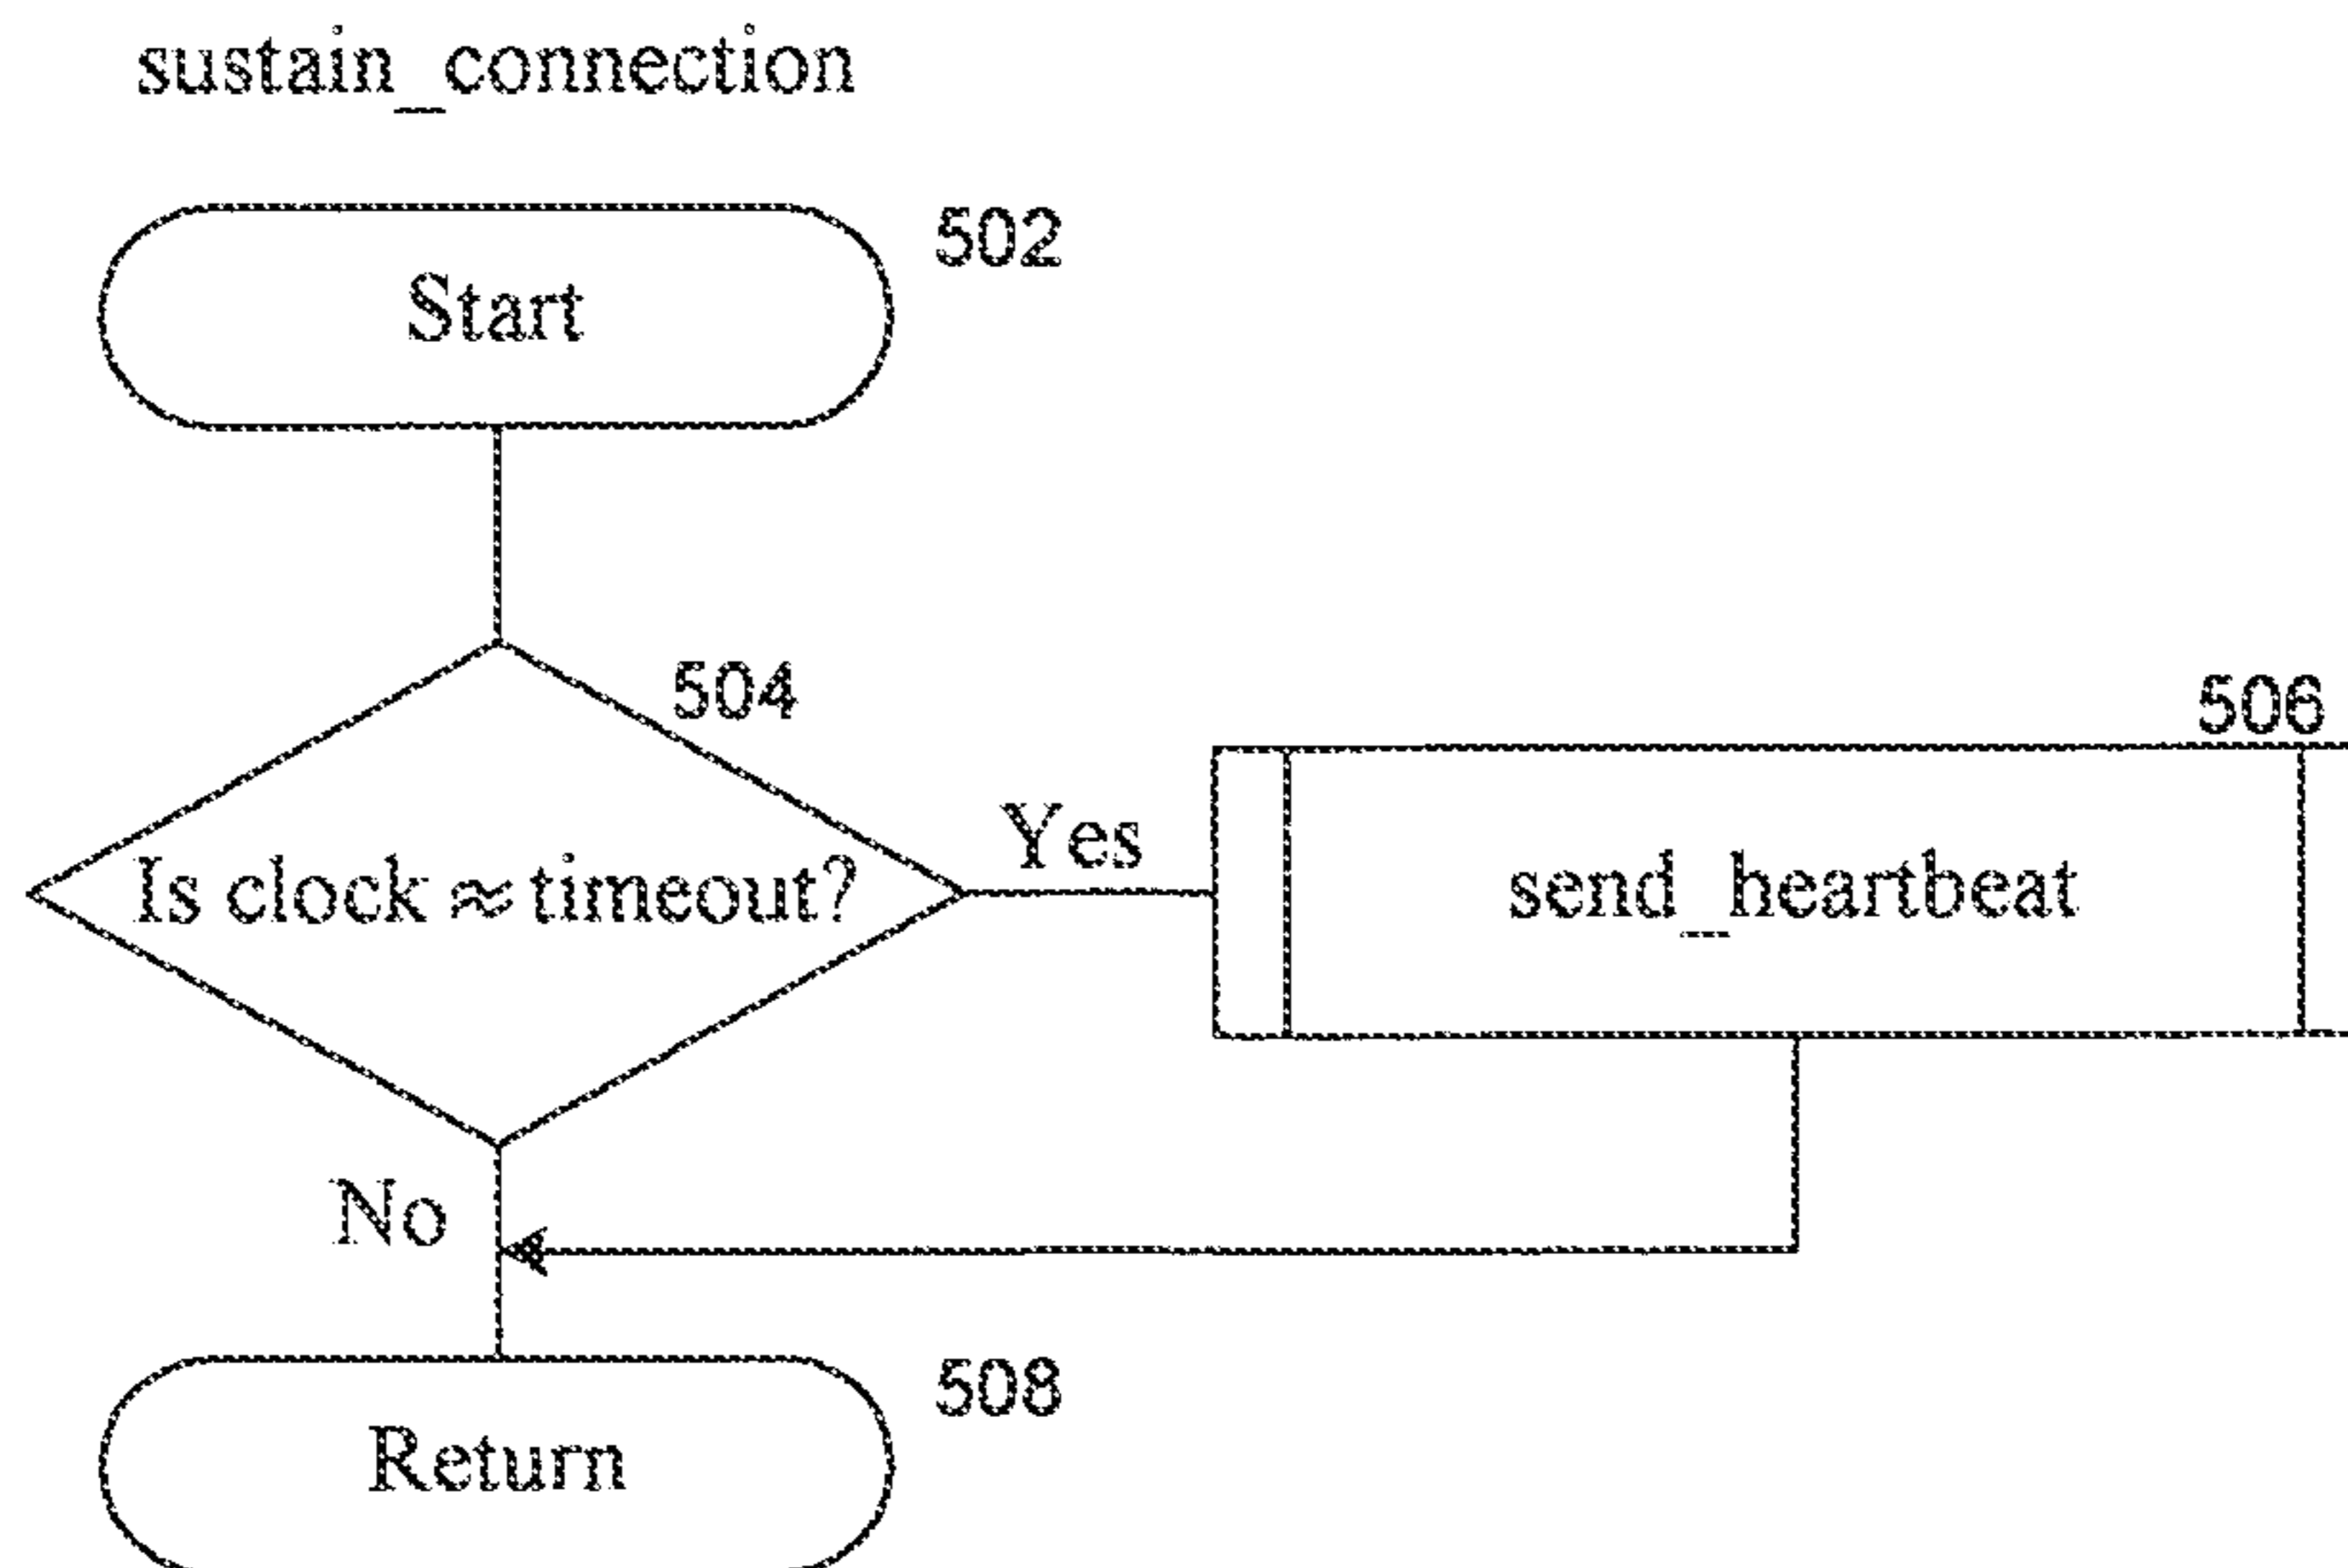 sustain_connection
502
Start
504
506
Yes
Is clock ≈ timeout?
send_heartbeat
No
508
Return